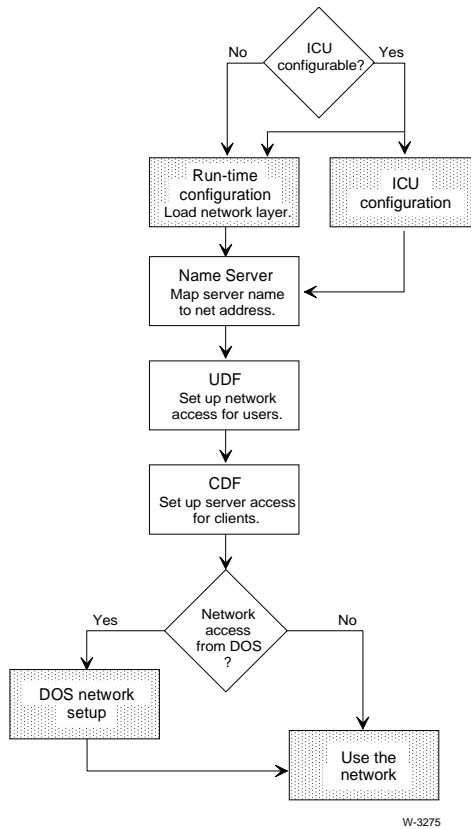 ICU
configurable?
No
Yes
Run-time
configuration
Load network layer.
ICU
configuration
Name Server
Map server name
to net address.
UDF
Set up network
access for users.
CDF
Set up server access
for clients.
Network
access
from DOS
?
Yes
No
DOS network
setup
Use the
network
W-3275